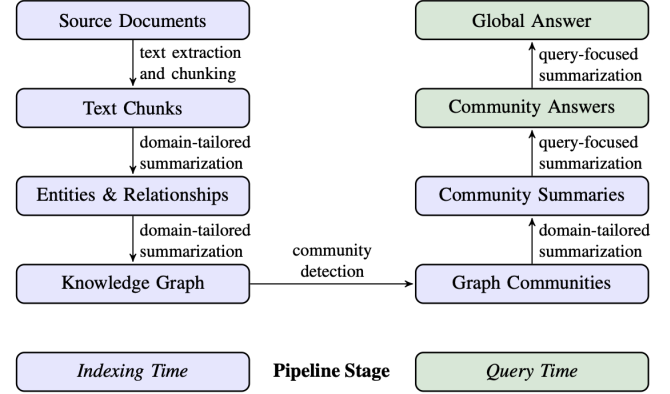 Source Documents
text extraction
and chunking
Text Chunks
domain-tailored
summarization
Entities & Relationships
domain-tailored
summarization
Knowledge Graph
community
detection
Graph Communities
domain-tailored
summarization
Community Summaries
query-focused
summarization
Community Answers
query-focused
summarization
Global Answer
Indexing Time
Pipeline Stage
Query Time